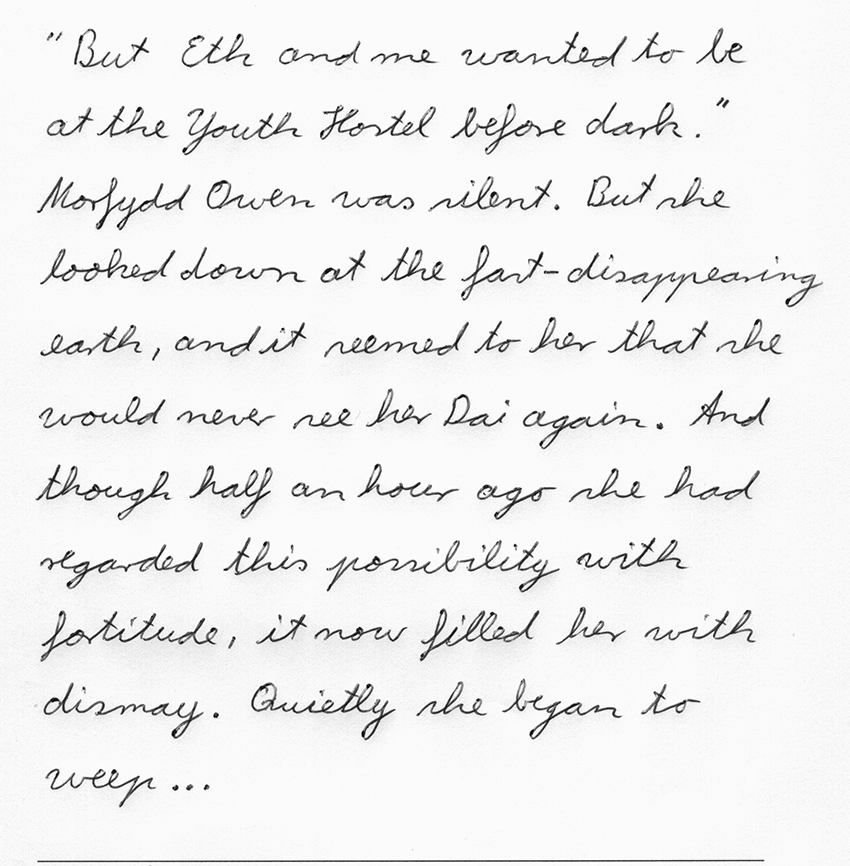 "But Eth and me wanted to be
at the Youth Hostel before dark."
Morfydd Owen was silent. But she
looked down at the fast-disappearing
earth, and it seemed to her that she
would never see her Dai again. And
though half an hour ago she had
regarded this possibility with
fortitude, it now filled her with
dismay. Quietly she began to
weep...